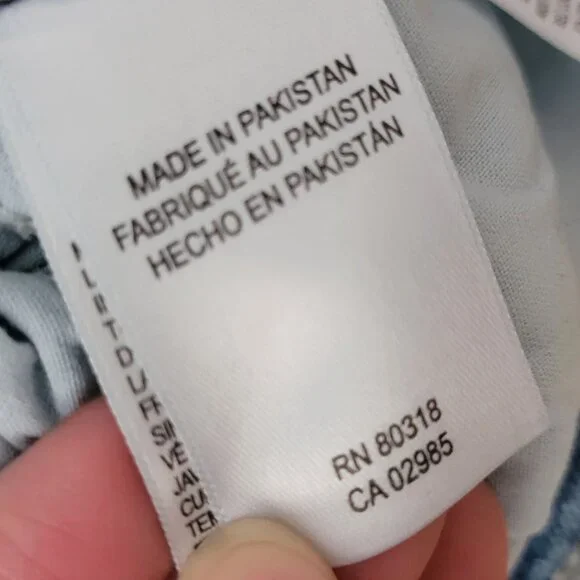 MADE IN PAKISTAN
FABRIQUÉ AU PAKISTAN
HECHO EN PAKISTÁN
RN 80318
CA 02985